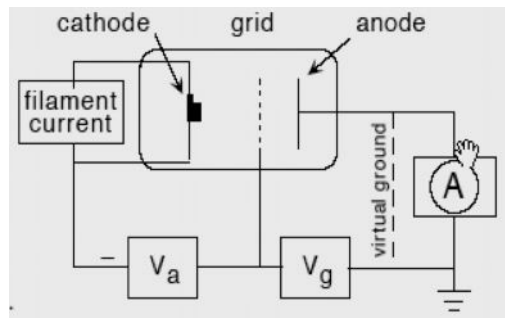 cathode grid anode
filament
current
virtual ground
A
–
Va
Vg